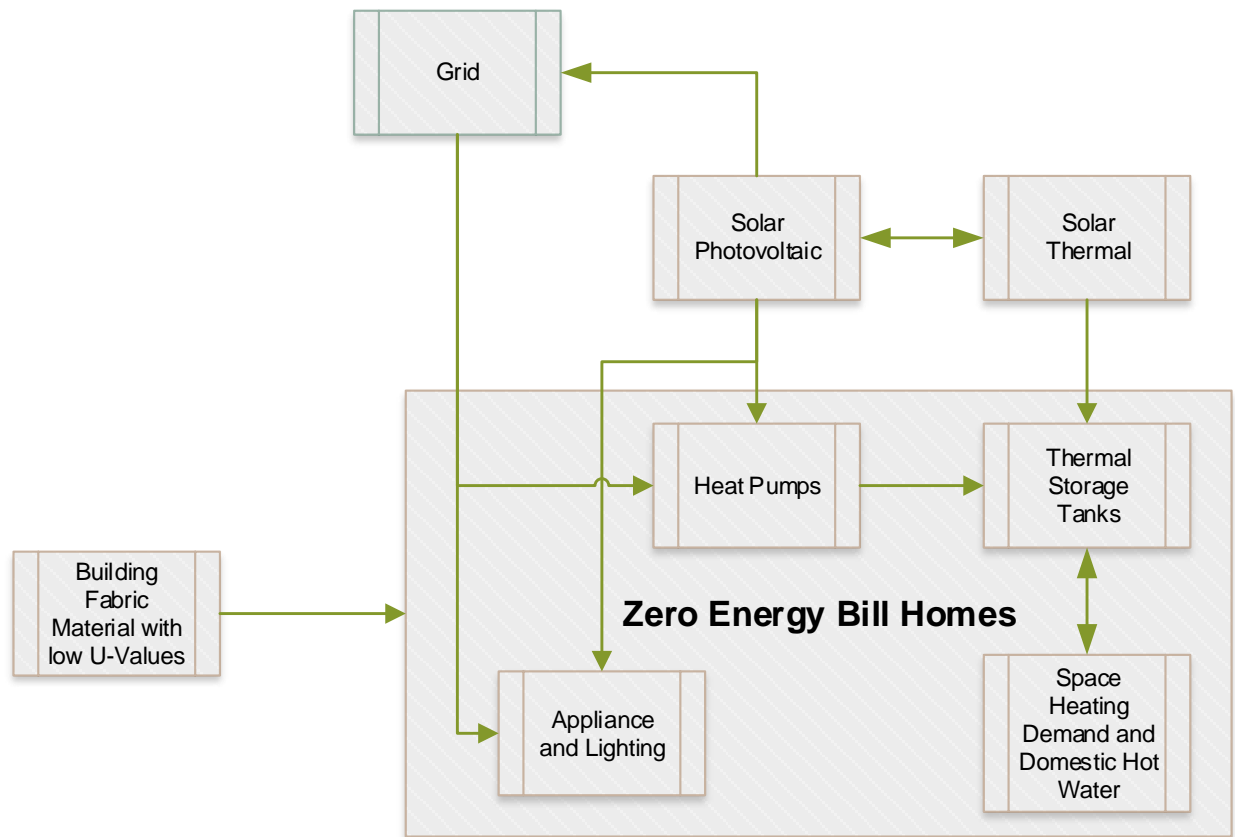 Grid
Solar
Photovoltaic
Solar
Thermal
Heat Pumps
Thermal
Storage
Tanks
Building
Fabric
Material with
low U-Values
Zero Energy Bill Homes
Appliance
and Lighting
Space
Heating
Demand and
Domestic Hot
Water